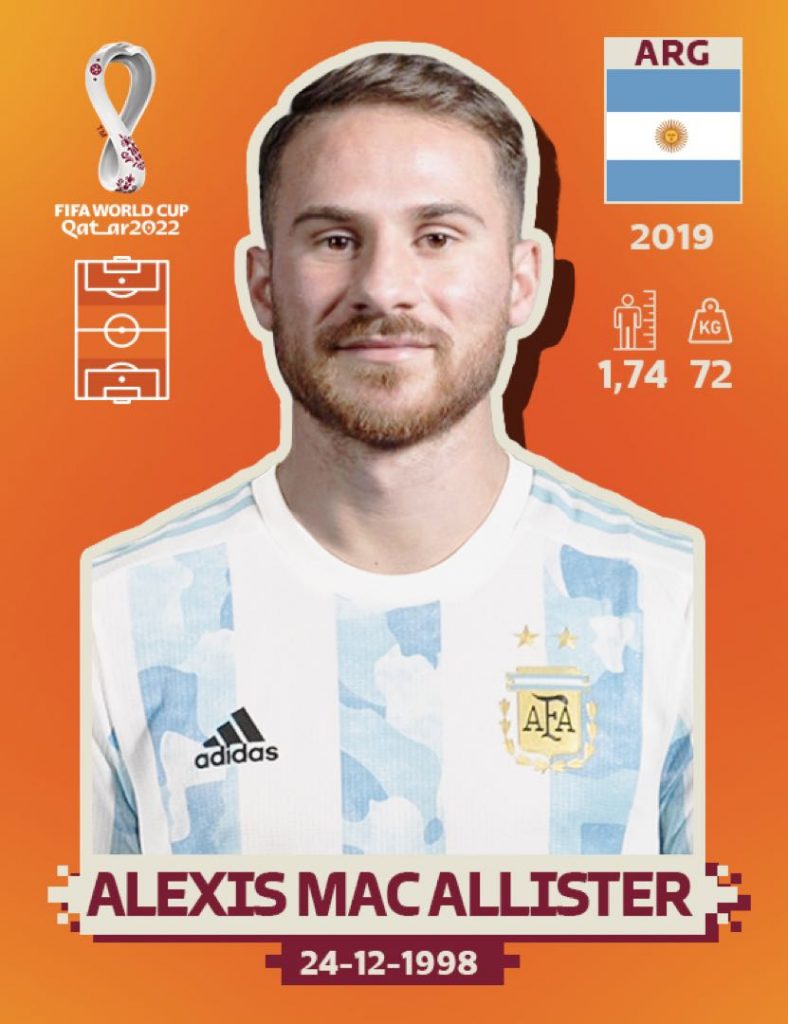 ARG
FIFA WORLD CUP
Qatar2022
2019
KG
1,74 72
adidas
AFA
ALEXIS MAC ALLISTER
24-12-1998